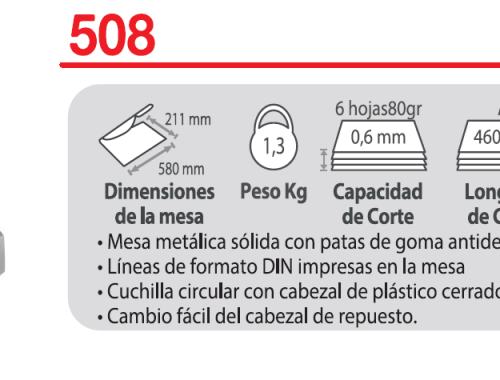 508
211 mm
580 mm
1,3
6 hojas80gr
0,6 mm
460
Dimensiones
de la mesa
Peso Kg
Capacidad
de Corte
Long
de C
• Mesa metálica sólida con patas de goma antide
• Líneas de formato DIN impresas en la mesa
• Cuchilla circular con cabezal de plástico cerrado
• Cambio fácil del cabezal de repuesto.